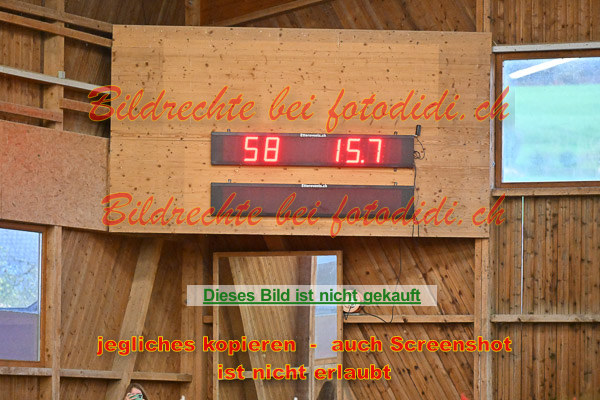 Bildrechte bei fotodidi.ch
58 15.7
Bildrechte bei fotodidi.ch
Dieses Bild ist nicht gekauft
jegliches kopieren - auch Screenshot
ist nicht erlaubt